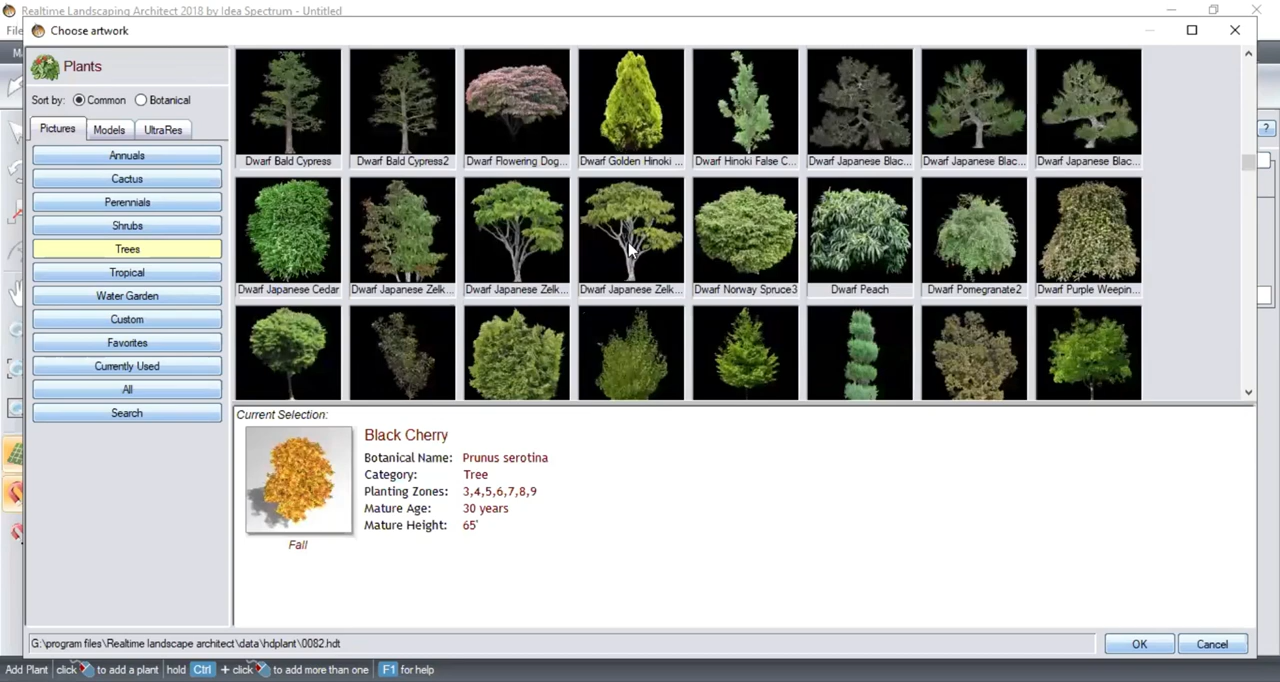 Realtime Landscaping Architect 2018 by Idea Spectrum - Untitled
File
Choose artwork
Plants
Sort by: Common Botanical
Pictures Models UltraRes
Annuals
Cactus
Perennials
Shrubs
Trees
Tropical
Water Garden
Custom
Favorites
Currently Used
All
Search
Dwarf Bald Cypress Dwarf Bald Cypress2 Dwarf Flowering Dog... Dwarf Golden Hinoki ... Dwarf Hinoki False C... Dwarf Japanese Blac... Dwarf Japanese Blac... Dwarf Japanese Blac...
Dwarf Japanese Cedar Dwarf Japanese Zelk... Dwarf Japanese Zelk... Dwarf Japanese Zelk... Dwarf Norway Spruce3 Dwarf Peach Dwarf Pomegranate2 Dwarf Purple Weepin...
Current Selection:
Black Cherry
Botanical Name: Prunus serotina
Category: Tree
Planting Zones: 3,4,5,6,7,8,9
Mature Age: 30 years
Mature Height: 65'
Fall
G:\program files\Realtime landscape architect\data\hdplant\0082.hdt
OK Cancel
Add Plant click to add a plant hold Ctrl + click to add more than one F1 for help
?